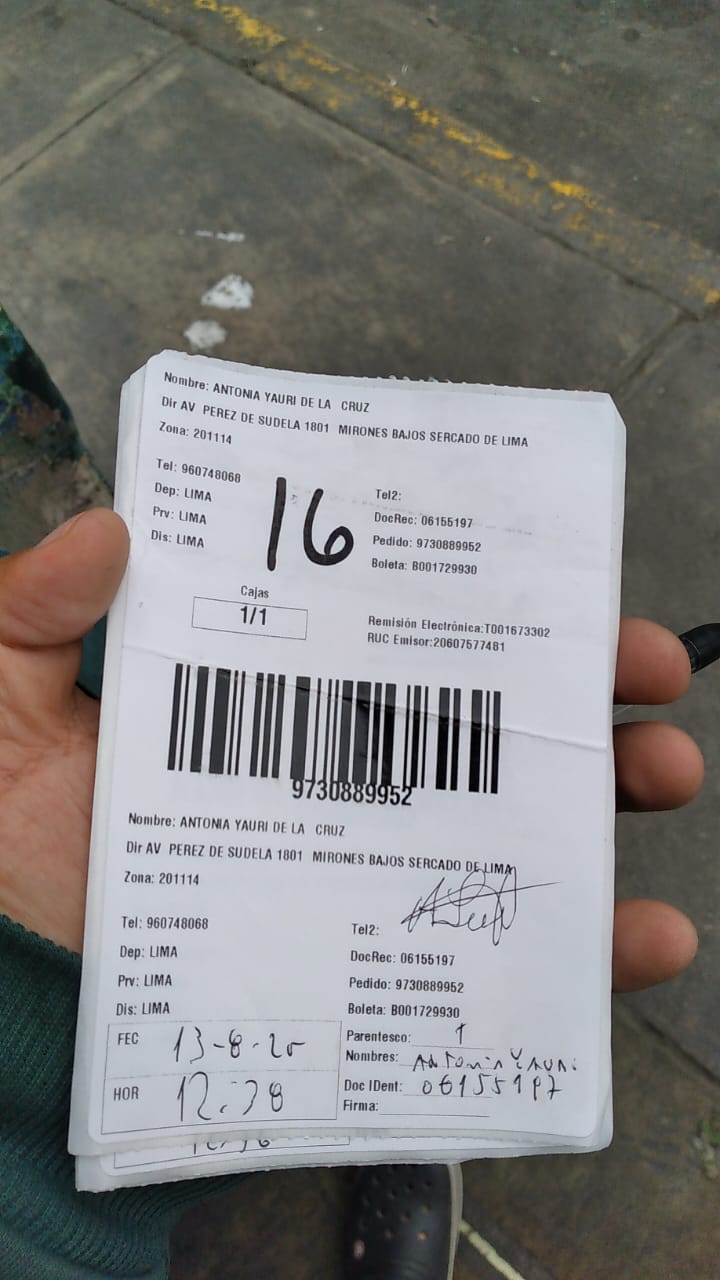 Nombre: ANTONIA YAURI DE LA CRUZ
Dir AV PEREZ DE SUDELA 1801 MIRONES BAJOS SERCADO DE LIMA
Zona: 201114
Tel: 960748068
Dep: LIMA
Prv: LIMA
Dis: LIMA
16
Tel2:
DocRec: 06155197
Pedido: 9730889952
Boleta: B001729930
Cajas
1/1
Remisión Electrónica:T001673302
RUC Emisor:20607577481
9730889952
Nombre: ANTONIA YAURI DE LA CRUZ
Dir AV PEREZ DE SUDELA 1801 MIRONES BAJOS SERCADO DE LIMA
Zona: 201114
Tel: 960748068
Dep: LIMA
Prv: LIMA
Dis: LIMA
Tel2:
DocRec: 06155197
Pedido: 9730889952
Boleta: B001729930
FEC 13-8-25
HOR 12:38
Parentesco: T
Nombres: Antonia Yauri
Doc IDent: 06155197
Firma: